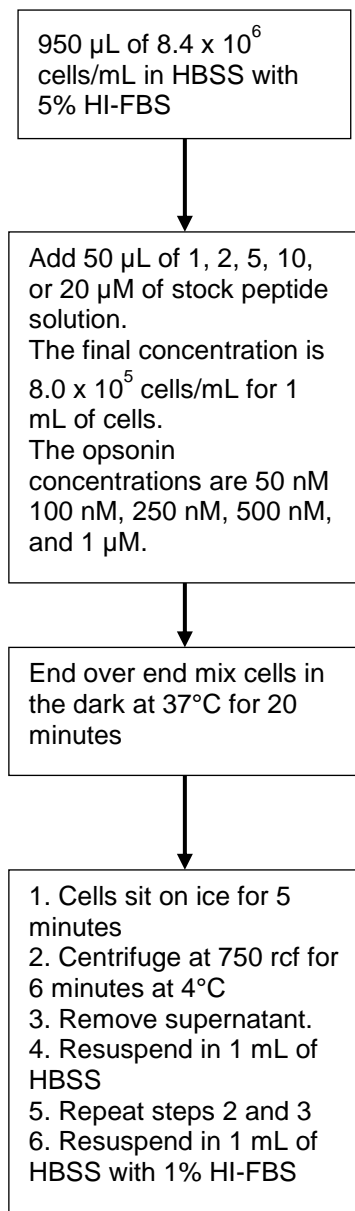 950 µL of 8.4 x 10⁶
cells/mL in HBSS with
5% HI-FBS
Add 50 µL of 1, 2, 5, 10,
or 20 µM of stock peptide
solution.
The final concentration is
8.0 x 10⁵ cells/mL for 1
mL of cells.
The opsonin
concentrations are 50 nM
100 nM, 250 nM, 500 nM,
and 1 µM.
End over end mix cells in
the dark at 37°C for 20
minutes
1. Cells sit on ice for 5
minutes
2. Centrifuge at 750 rcf for
6 minutes at 4°C
3. Remove supernatant.
4. Resuspend in 1 mL of
HBSS
5. Repeat steps 2 and 3
6. Resuspend in 1 mL of
HBSS with 1% HI-FBS